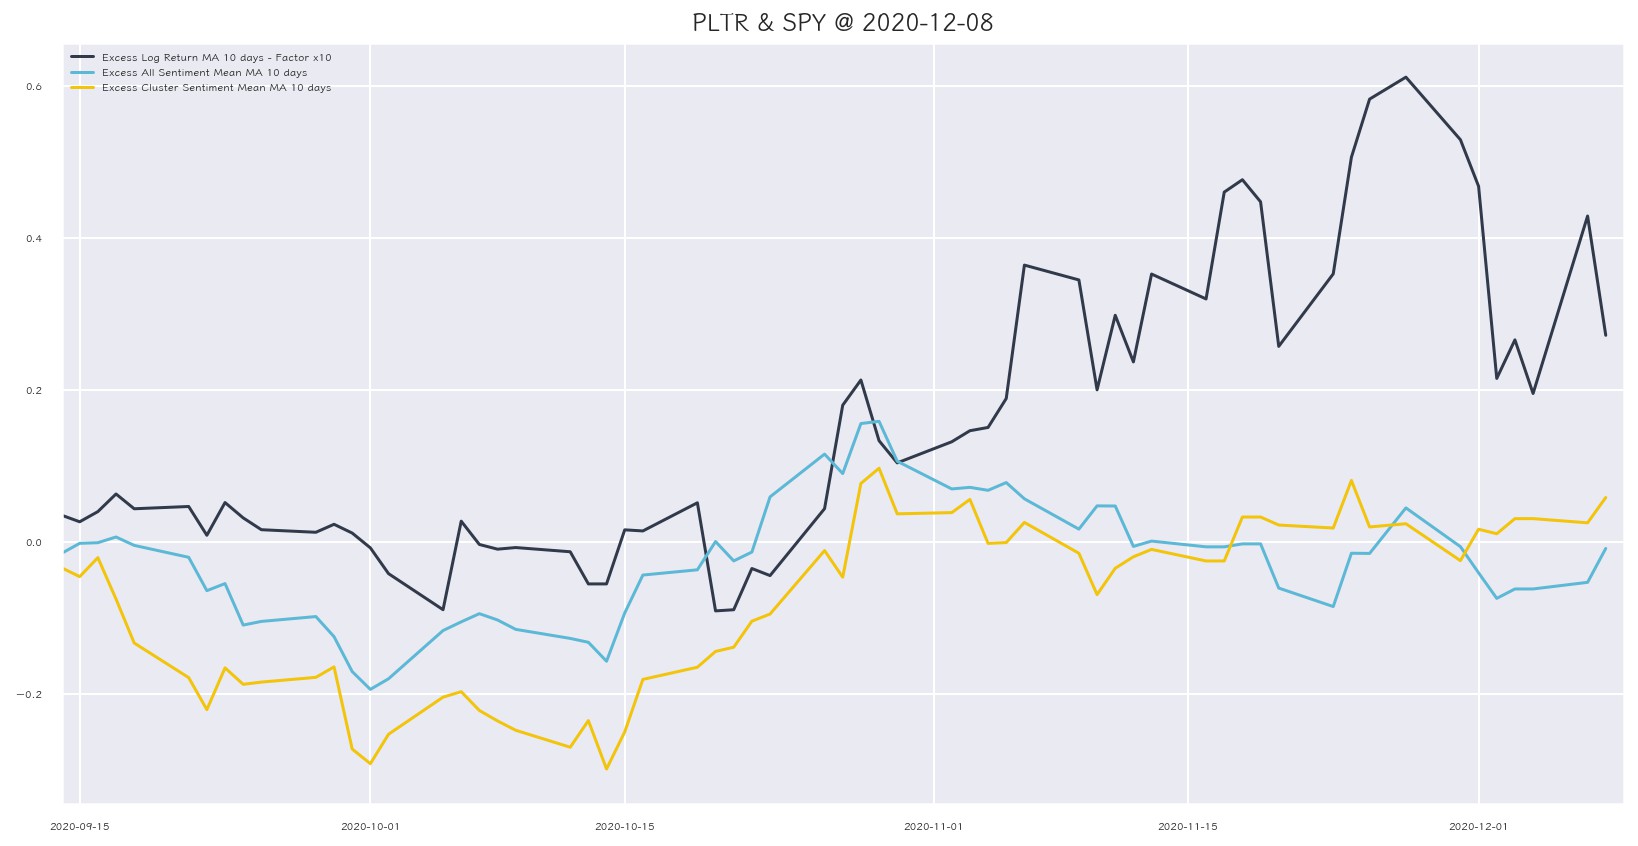 PLTR & SPY @ 2020-12-08
Excess Log Return MA 10 days - Factor x10
Excess All Sentiment Mean MA 10 days
Excess Cluster Sentiment Mean MA 10 days
0.6
0.4
0.2
0.0
−0.2
2020-09-15 2020-10-01 2020-10-15 2020-11-01 2020-11-15 2020-12-01